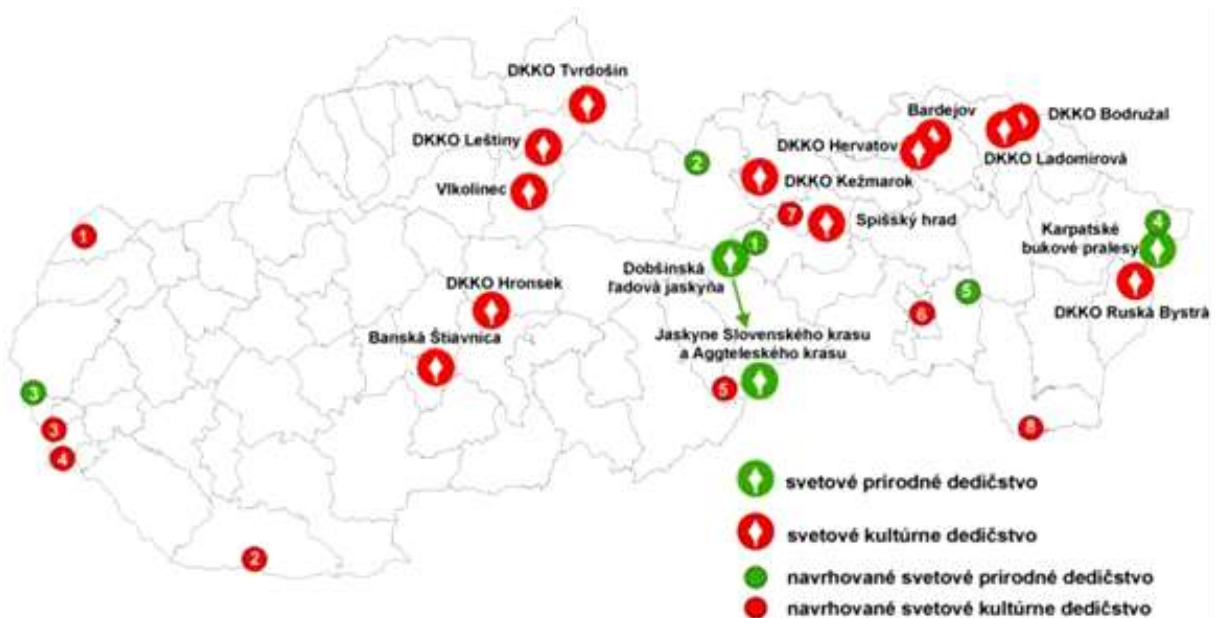 DKKO Tvrdošín
DKKO Leštiny
Vlkolínec
Bardejov
DKKO Bodružal
DKKO Hervatov
DKKO Ladomirová
2
DKKO Kežmarok
7
Spišský hrad
1
4
Karpatské
bukové pralesy
1
Dobšinská
ľadová jaskyňa
DKKO Hronsek
5
DKKO Ruská Bystrá
6
Banská Štiavnica
Jaskyne Slovenského krasu
a Aggteleského krasu
3
5
3
4
8
2
svetové prírodné dedičstvo
svetové kultúrne dedičstvo
navrhované svetové prírodné dedičstvo
navrhované svetové kultúrne dedičstvo